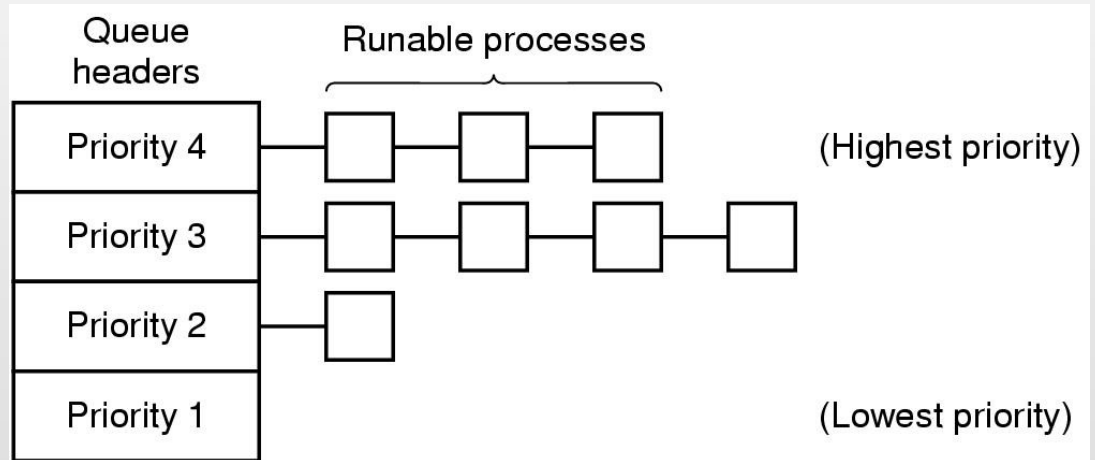 Queue
headers
Runable processes
Priority 4
(Highest priority)
Priority 3
Priority 2
Priority 1
(Lowest priority)